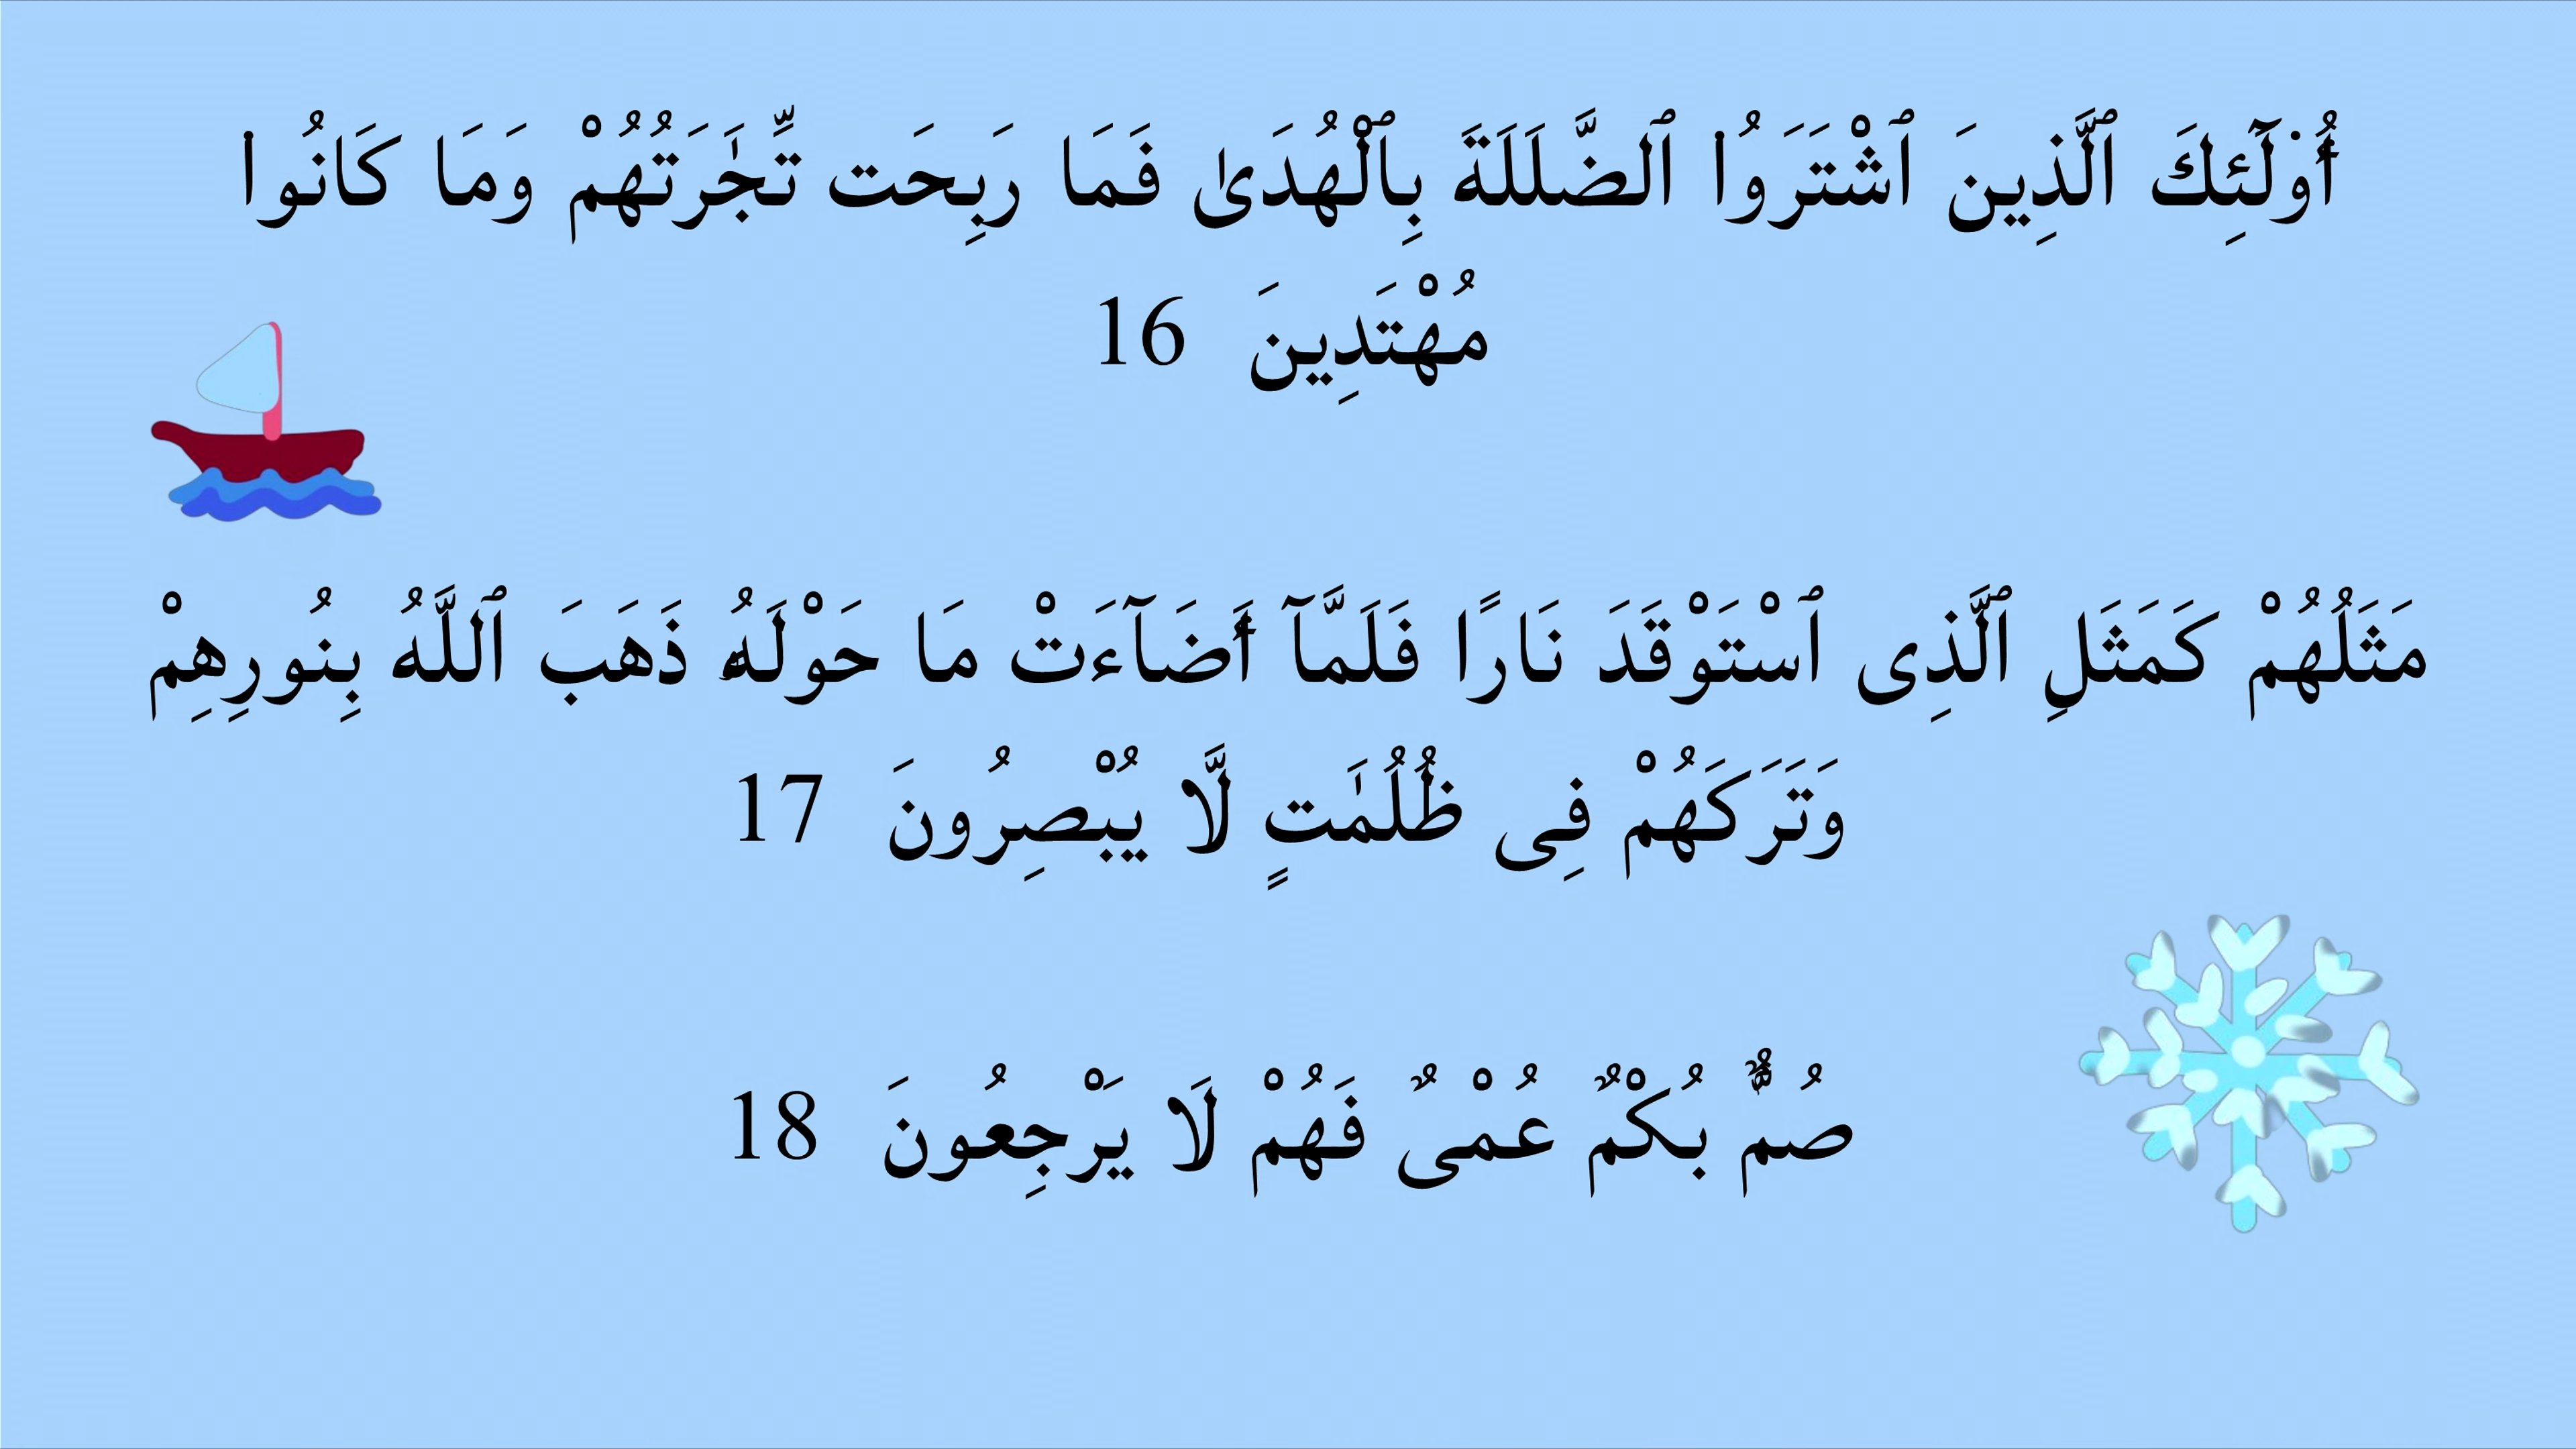 أُو۟لَٰٓئِكَ ٱلَّذِينَ ٱشْتَرَوُا۟ ٱلضَّلَلَةَ بِٱلْهُدَىٰ فَمَا رَبِحَت تِّجَٰرَتُهُمْ وَمَا كَانُوا۟
مُهْتَدِينَ 16
مَثَلُهُمْ كَمَثَلِ ٱلَّذِى ٱسْتَوْقَدَ نَارًا فَلَمَّآ أَضَآءَتْ مَا حَوْلَهُۥ ذَهَبَ ٱللَّهُ بِنُورِهِمْ
وَتَرَكَهُمْ فِى ظُلُمَٰتٍ لَّا يُبْصِرُونَ 17
صُمٌّۢ بُكْمٌ عُمْىٌ فَهُمْ لَا يَرْجِعُونَ 18